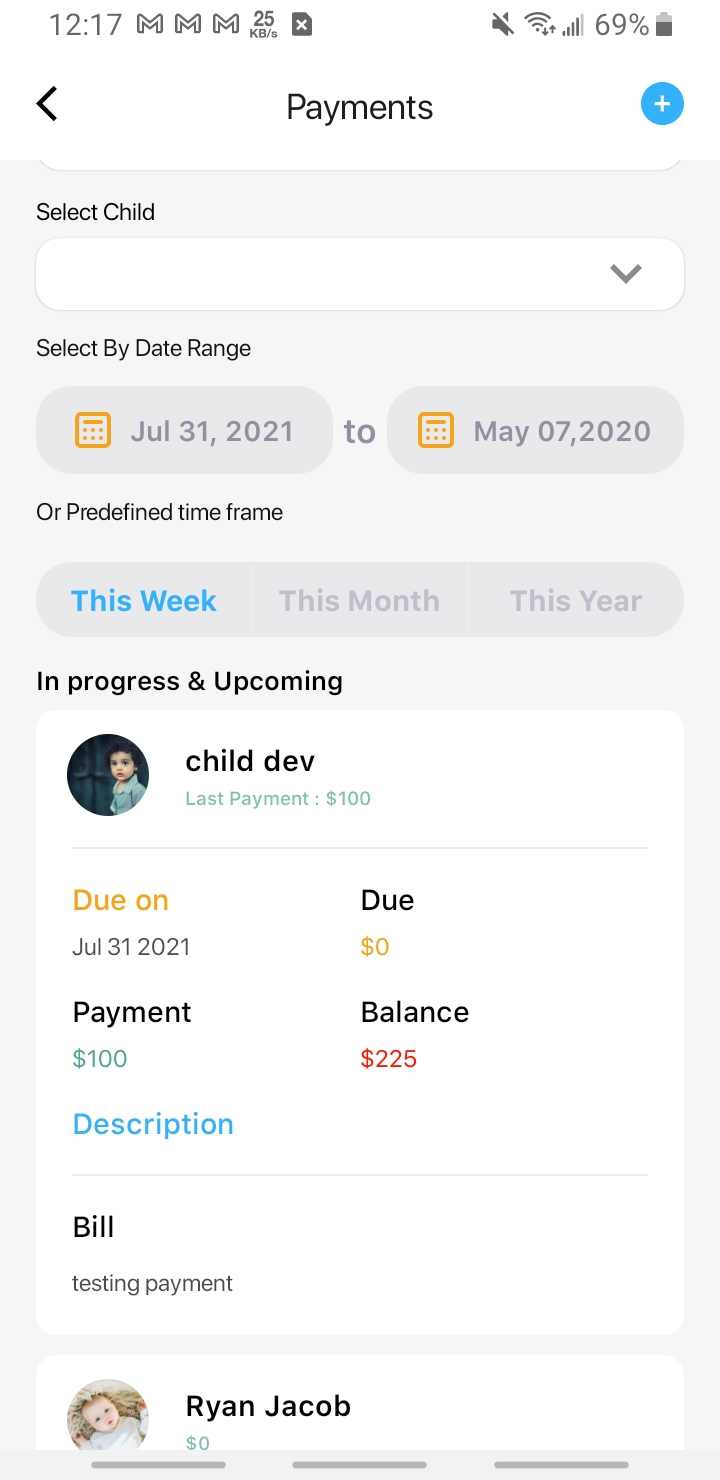 12:17 25 KB/s 69%
Payments
Select Child
Select By Date Range
Jul 31, 2021 to May 07,2020
Or Predefined time frame
This Week This Month This Year
In progress & Upcoming
child dev
Last Payment : $100
Due on Due
Jul 31 2021 $0
Payment Balance
$100 $225
Description
Bill
testing payment
Ryan Jacob
$0